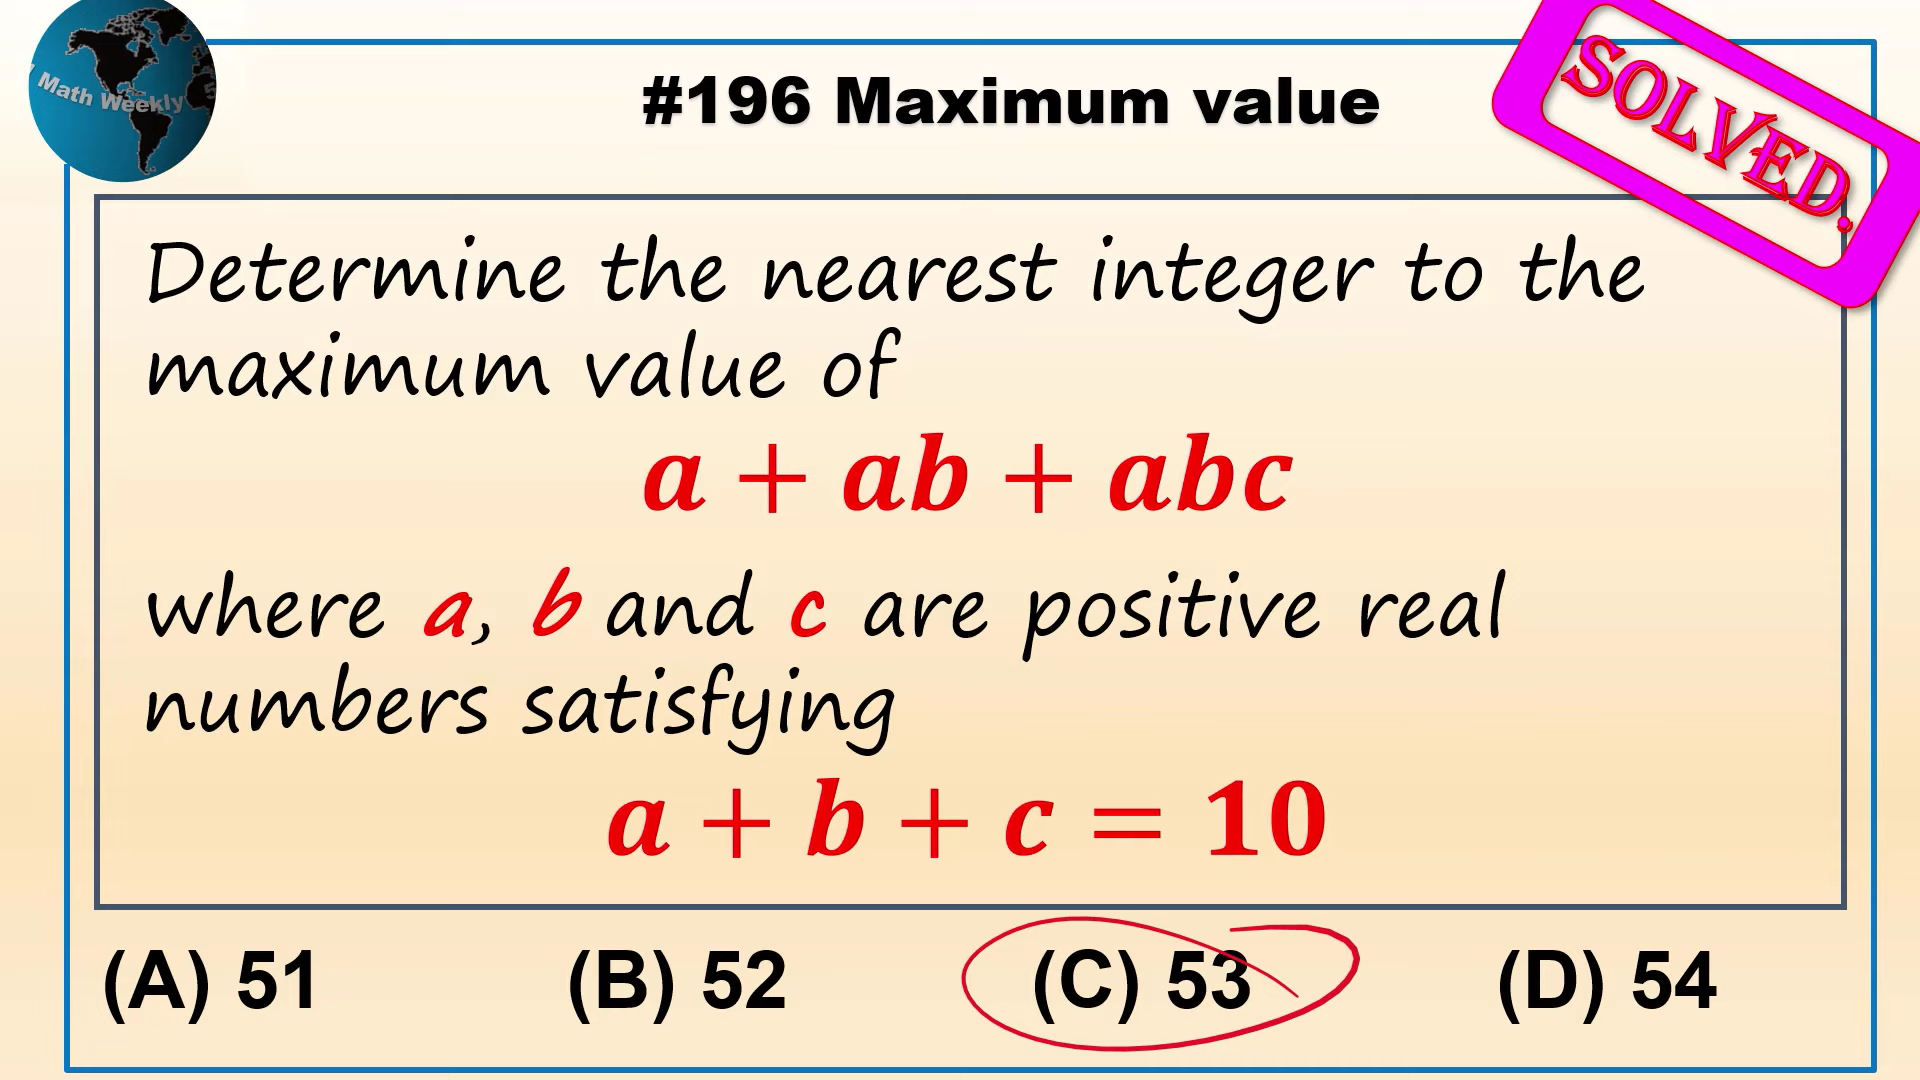 Math Weekly
#196 Maximum value
SOLVED.
Determine the nearest integer to the
maximum value of
a + ab + abc
where a, b and c are positive real
numbers satisfying
a + b + c = 10
(A) 51 (B) 52 (C) 53 (D) 54